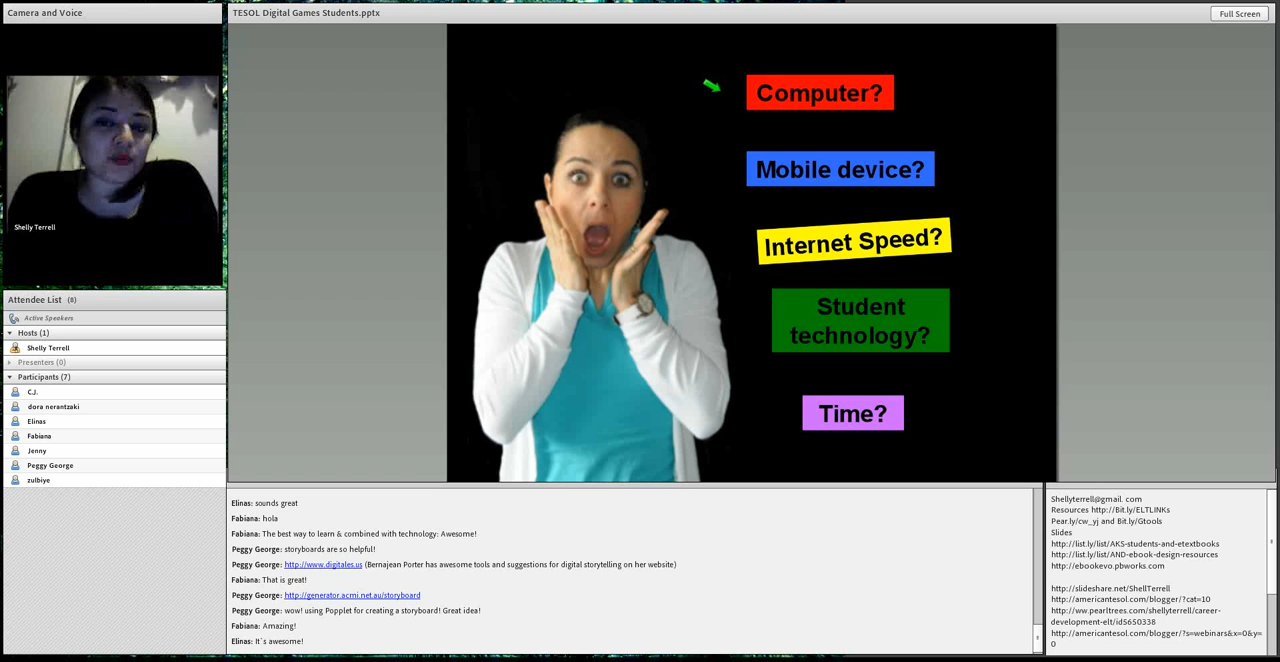 Camera and Voice
Shelly Terrell
Attendee List (8)
Active Speakers
Hosts (1)
Shelly Terrell
Presenters (0)
Participants (7)
C.J.
dora nerantzaki
Elinas
Fabiana
Jenny
Peggy George
zulbiye
TESOL Digital Games Students.pptx
Full Screen
Computer?
Mobile device?
Internet Speed?
Student
technology?
Time?
Elinas: sounds great
Fabiana: hola
Fabiana: The best way to learn & combined with technology: Awesome!
Peggy George: storyboards are so helpful!
Peggy George: http://www.digitales.us (Bernajean Porter has awesome tools and suggestions for digital storytelling on her website)
Fabiana: That is great!
Peggy George: http://generator.acmi.net.au/storyboard
Peggy George: wow! using Popplet for creating a storyboard! Great idea!
Fabiana: Amazing!
Elinas: It`s awesome!
Shellyterrell@gmail. com
Resources http://Bit.ly/ELTLINKs
Pear.ly/cw_yj and Bit.ly/Gtools
Slides
http://list.ly/list/AKS-students-and-etextbooks
http://list.ly/list/AND-ebook-design-resources
http://ebookevo.pbworks.com
http://slideshare.net/ShellTerrell
http://americantesol.com/blogger/?cat=10
http://ww.pearltrees.com/shellyterrell/career-
development-elt/id5650338
http://americantesol.com/blogger/?s=webinars&x=0&y=
0